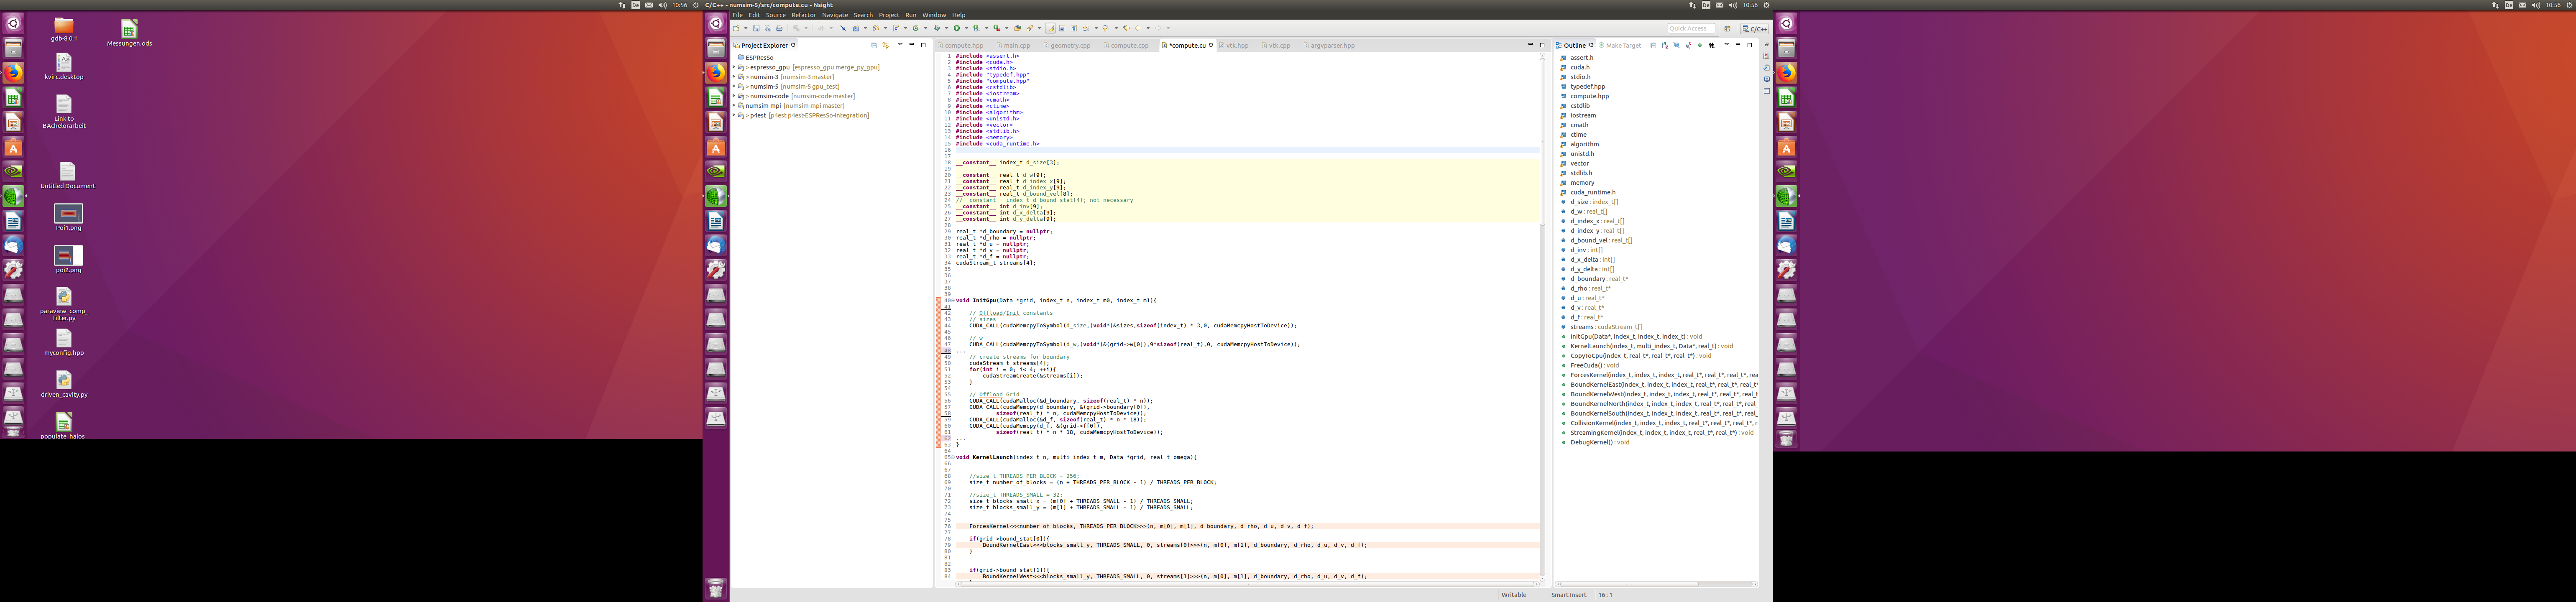 De 10:56
gdb-8.0.1
Messungen.ods
kvirc.desktop
Link to
BAchelorarbeit
Untitled Document
Poi1.png
poi2.png
paraview_comp_
filter.py
myconfig.hpp
driven_cavity.py
populate_halos
C/C++ - numsim-5/src/compute.cu - Nsight
De 10:56
File Edit Source Refactor Navigate Search Project Run Window Help
Quick Access
C/C++
Project Explorer
ESPResSo
> espresso_gpu [espresso_gpu merge_py_gpu]
> numsim-3 [numsim-3 master]
> numsim-5 [numsim-5 gpu_test]
> numsim-code [numsim-code master]
numsim-mpi [numsim-mpi master]
> p4est [p4est p4est-ESPResSo-integration]
compute.hpp main.cpp geometry.cpp compute.cpp *compute.cu vtk.hpp vtk.cpp argvparser.hpp
1 #include <assert.h>
2 #include <cuda.h>
3 #include <stdio.h>
4 #include "typedef.hpp"
5 #include "compute.hpp"
6 #include <cstdlib>
7 #include <iostream>
8 #include <cmath>
9 #include <ctime>
10 #include <algorithm>
11 #include <unistd.h>
12 #include <vector>
13 #include <stdlib.h>
14 #include <memory>
15 #include <cuda_runtime.h>
16
17
18 __constant__ index_t d_size[3];
19
20 __constant__ real_t d_w[9];
21 __constant__ real_t d_index_x[9];
22 __constant__ real_t d_index_y[9];
23 __constant__ real_t d_bound_vel[8];
24 //__constant__ index_t d_bound_stat[4]; not necessary
25 __constant__ int d_inv[9];
26 __constant__ int d_x_delta[9];
27 __constant__ int d_y_delta[9];
28
29 real_t *d_boundary = nullptr;
30 real_t *d_rho = nullptr;
31 real_t *d_u = nullptr;
32 real_t *d_v = nullptr;
33 real_t *d_f = nullptr;
34 cudaStream_t streams[4];
35
36
37
38
39
40 void InitGpu(Data *grid, index_t n, index_t m0, index_t m1){
41
42 // Offload/Init constants
43 // sizes
44 CUDA_CALL(cudaMemcpyToSymbol(d_size,(void*)&sizes,sizeof(index_t) * 3,0, cudaMemcpyHostToDevice));
45
46 // w
47 CUDA_CALL(cudaMemcpyToSymbol(d_w,(void*)&(grid->w[0]),9*sizeof(real_t),0, cudaMemcpyHostToDevice));
48 ...
49 // create streams for boundary
50 cudaStream_t streams[4];
51 for(int i = 0; i< 4; ++i){
52 cudaStreamCreate(&streams[i]);
53 }
54
55 // Offload Grid
56 CUDA_CALL(cudaMalloc(&d_boundary, sizeof(real_t) * n));
57 CUDA_CALL(cudaMemcpy(d_boundary, &(grid->boundary[0]),
58 sizeof(real_t) * n, cudaMemcpyHostToDevice));
59 CUDA_CALL(cudaMalloc(&d_f, sizeof(real_t) * n * 18));
60 CUDA_CALL(cudaMemcpy(d_f, &(grid->f[0]),
61 sizeof(real_t) * n * 18, cudaMemcpyHostToDevice));
62 ...
63 }
64
65 void KernelLaunch(index_t n, multi_index_t m, Data *grid, real_t omega){
66
67
68 //size_t THREADS_PER_BLOCK = 256;
69 size_t number_of_blocks = (n + THREADS_PER_BLOCK - 1) / THREADS_PER_BLOCK;
70
71 //size_t THREADS_SMALL = 32;
72 size_t blocks_small_x = (m[0] + THREADS_SMALL - 1) / THREADS_SMALL;
73 size_t blocks_small_y = (m[1] + THREADS_SMALL - 1) / THREADS_SMALL;
74
75
76 ForcesKernel<<<number_of_blocks, THREADS_PER_BLOCK>>>(n, m[0], m[1], d_boundary, d_rho, d_u, d_v, d_f);
77
78 if(grid->bound_stat[0]){
79 BoundKernelEast<<<blocks_small_y, THREADS_SMALL, 0, streams[0]>>>(n, m[0], m[1], d_boundary, d_rho, d_u, d_v, d_f);
80 }
81
82
83 if(grid->bound_stat[1]){
84 BoundKernelWest<<<blocks_small_y, THREADS_SMALL, 0, streams[1]>>>(n, m[0], m[1], d_boundary, d_rho, d_u, d_v, d_f);
Outline Make Target
assert.h
cuda.h
stdio.h
typedef.hpp
compute.hpp
cstdlib
iostream
cmath
ctime
algorithm
unistd.h
vector
stdlib.h
memory
cuda_runtime.h
d_size : index_t[]
d_w : real_t[]
d_index_x : real_t[]
d_index_y : real_t[]
d_bound_vel : real_t[]
d_inv : int[]
d_x_delta : int[]
d_y_delta : int[]
d_boundary : real_t*
d_rho : real_t*
d_u : real_t*
d_v : real_t*
d_f : real_t*
streams : cudaStream_t[]
InitGpu(Data*, index_t, index_t, index_t) : void
KernelLaunch(index_t, multi_index_t, Data*, real_t) : void
CopyToCpu(index_t, real_t*, real_t*, real_t*) : void
FreeCuda() : void
ForcesKernel(index_t, index_t, index_t, real_t*, real_t*, real_t*, rea
BoundKernelEast(index_t, index_t, index_t, real_t*, real_t*, real_t
BoundKernelWest(index_t, index_t, index_t, real_t*, real_t*, real_t
BoundKernelNorth(index_t, index_t, index_t, real_t*, real_t*, real_
BoundKernelSouth(index_t, index_t, index_t, real_t*, real_t*, real_
CollisionKernel(index_t, index_t, index_t, real_t*, real_t*, real_t*, r
StreamingKernel(index_t, index_t, index_t, real_t*, real_t*) : void
DebugKernel() : void
Writable Smart Insert 16 : 1
De 10:56